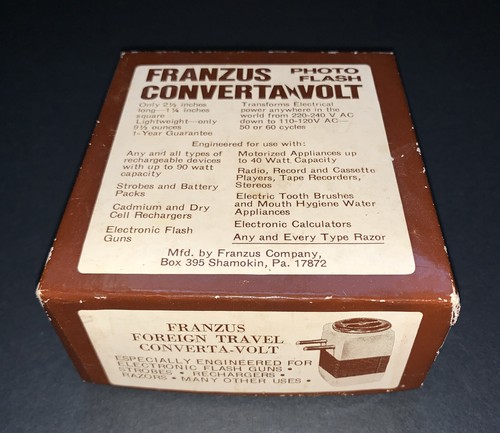 FRANZUS PHOTO FLASH
CONVERTA-VOLT
Only 2¼ inches
long—1¼ inches
square
Lightweight—only
9½ ounces
1-Year Guarantee
Transforms Electrical
power anywhere in the
world from 220-240 V AC
down to 110-120V AC—
50 or 60 cycles
Engineered for use with:
Any and all types of
rechargeable devices
with up to 90 watt
capacity
Strobes and Battery
Packs
Cadmium and Dry
Cell Rechargers
Electronic Flash
Guns
Motorized Appliances up
to 40 Watt Capacity
Radio, Record and Cassette
Players, Tape Recorders,
Stereos
Electric Tooth Brushes
and Mouth Hygiene Water
Appliances
Electronic Calculators
Any and Every Type Razor
Mfd. by Franzus Company,
Box 395 Shamokin, Pa. 17872
FRANZUS
FOREIGN TRAVEL
CONVERTA-VOLT
ESPECIALLY ENGINEERED FOR
ELECTRONIC FLASH GUNS •
STROBES • RECHARGERS •
RAZORS • MANY OTHER USES •